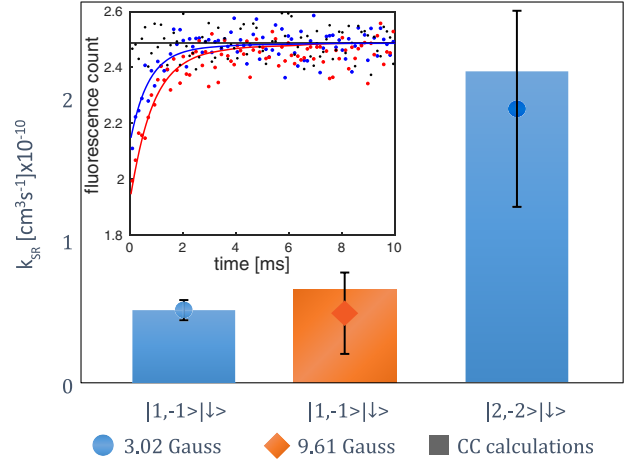 2.6
2.4
2.2
2
1.8
fluorescence count
0 2 4 6 8 10
time [ms]
2
1
0
k_SR [cm³s⁻¹]x10⁻¹⁰
|1,-1>|↓> |1,-1>|↓> |2,-2>|↓>
3.02 Gauss 9.61 Gauss CC calculations